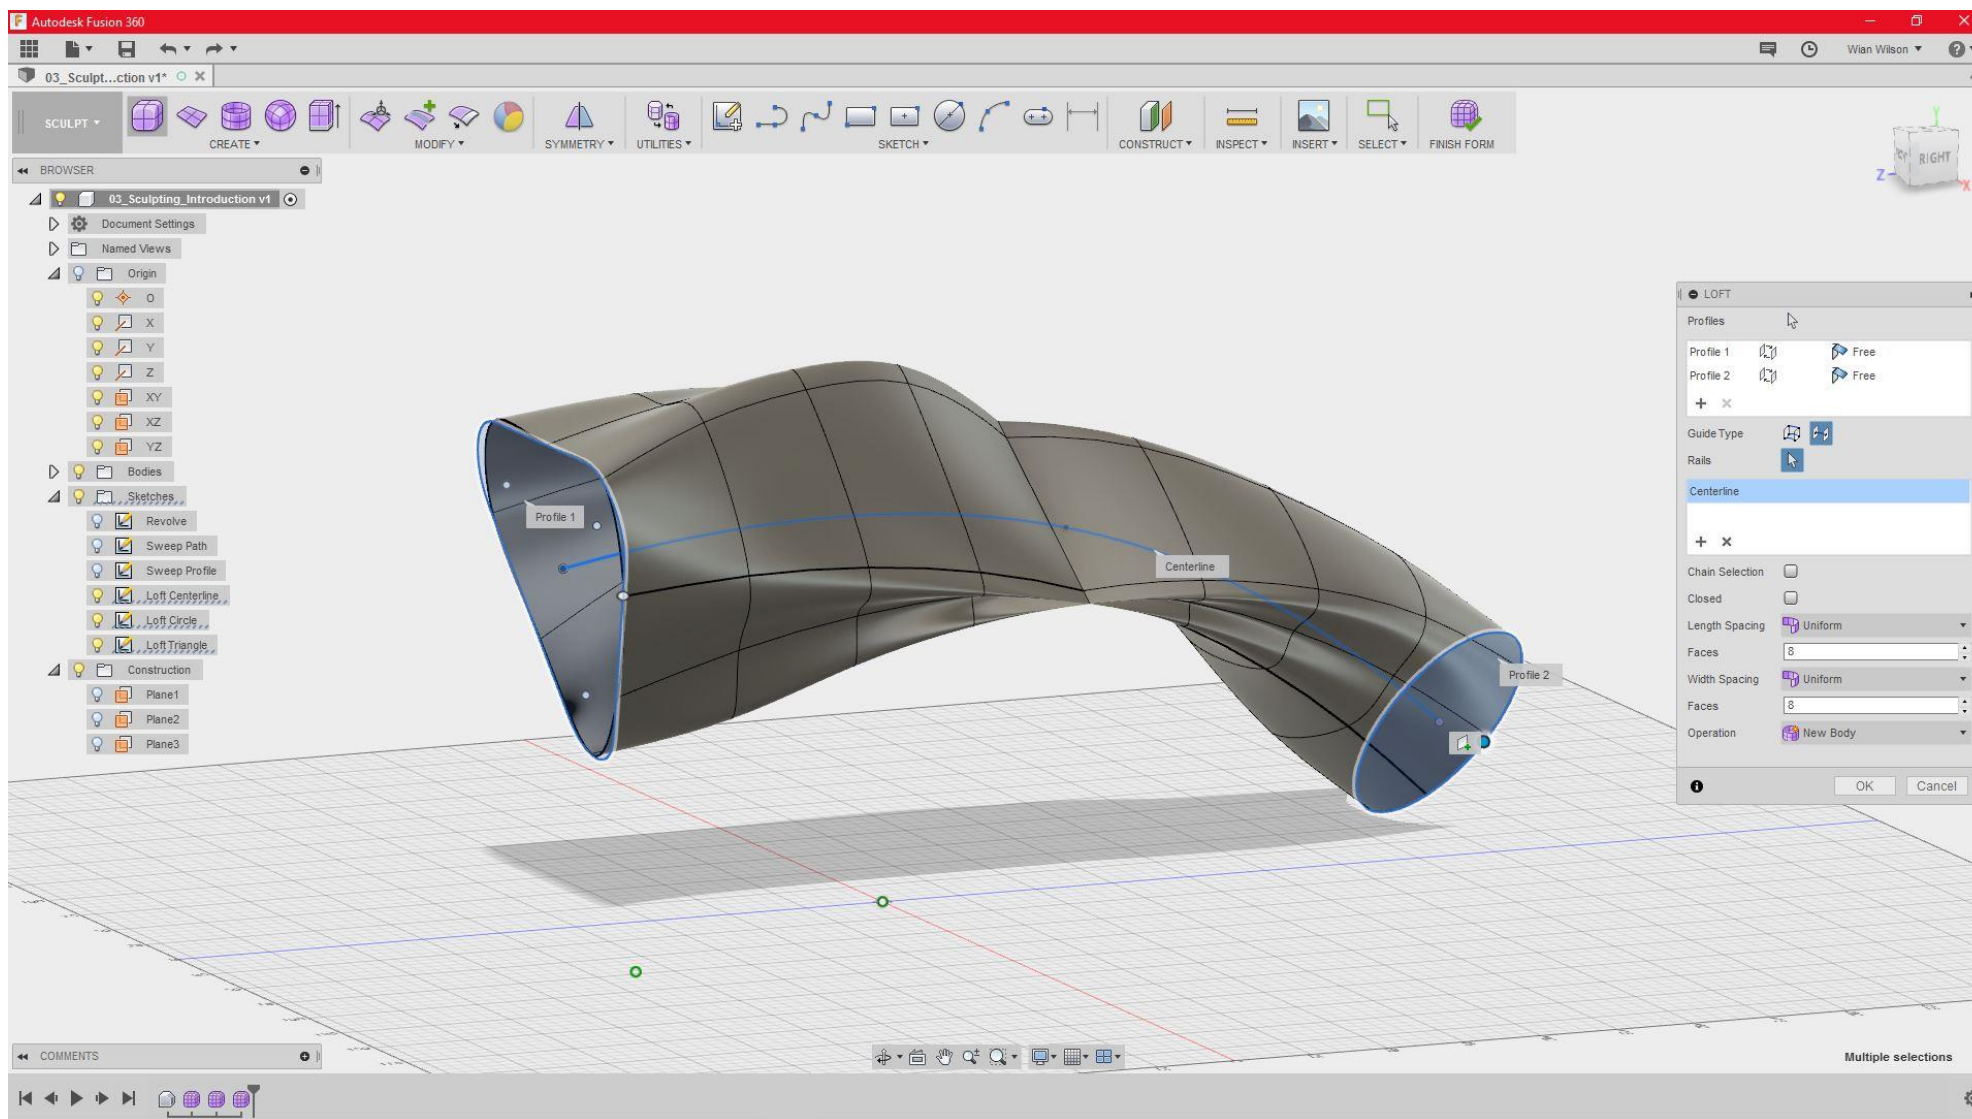 Autodesk Fusion 360
Wian Wilson
03_Sculpt...ction v1*
SCULPT
CREATE
MODIFY
SYMMETRY
UTILITIES
SKETCH
CONSTRUCT
INSPECT
INSERT
SELECT
FINISH FORM
Y
RIGHT
Z
X
BROWSER
03_Sculpting_Introduction v1
Document Settings
Named Views
Origin
O
X
Y
Z
XY
XZ
YZ
Bodies
Sketches
Revolve
Sweep Path
Sweep Profile
Loft Centerline
Loft Circle
Loft Triangle
Construction
Plane1
Plane2
Plane3
Profile 1
Centerline
Profile 2
LOFT
Profiles
Profile 1 Free
Profile 2 Free
Guide Type
Rails
Centerline
Chain Selection
Closed
Length Spacing Uniform
Faces 8
Width Spacing Uniform
Faces 8
Operation New Body
OK Cancel
COMMENTS
Multiple selections